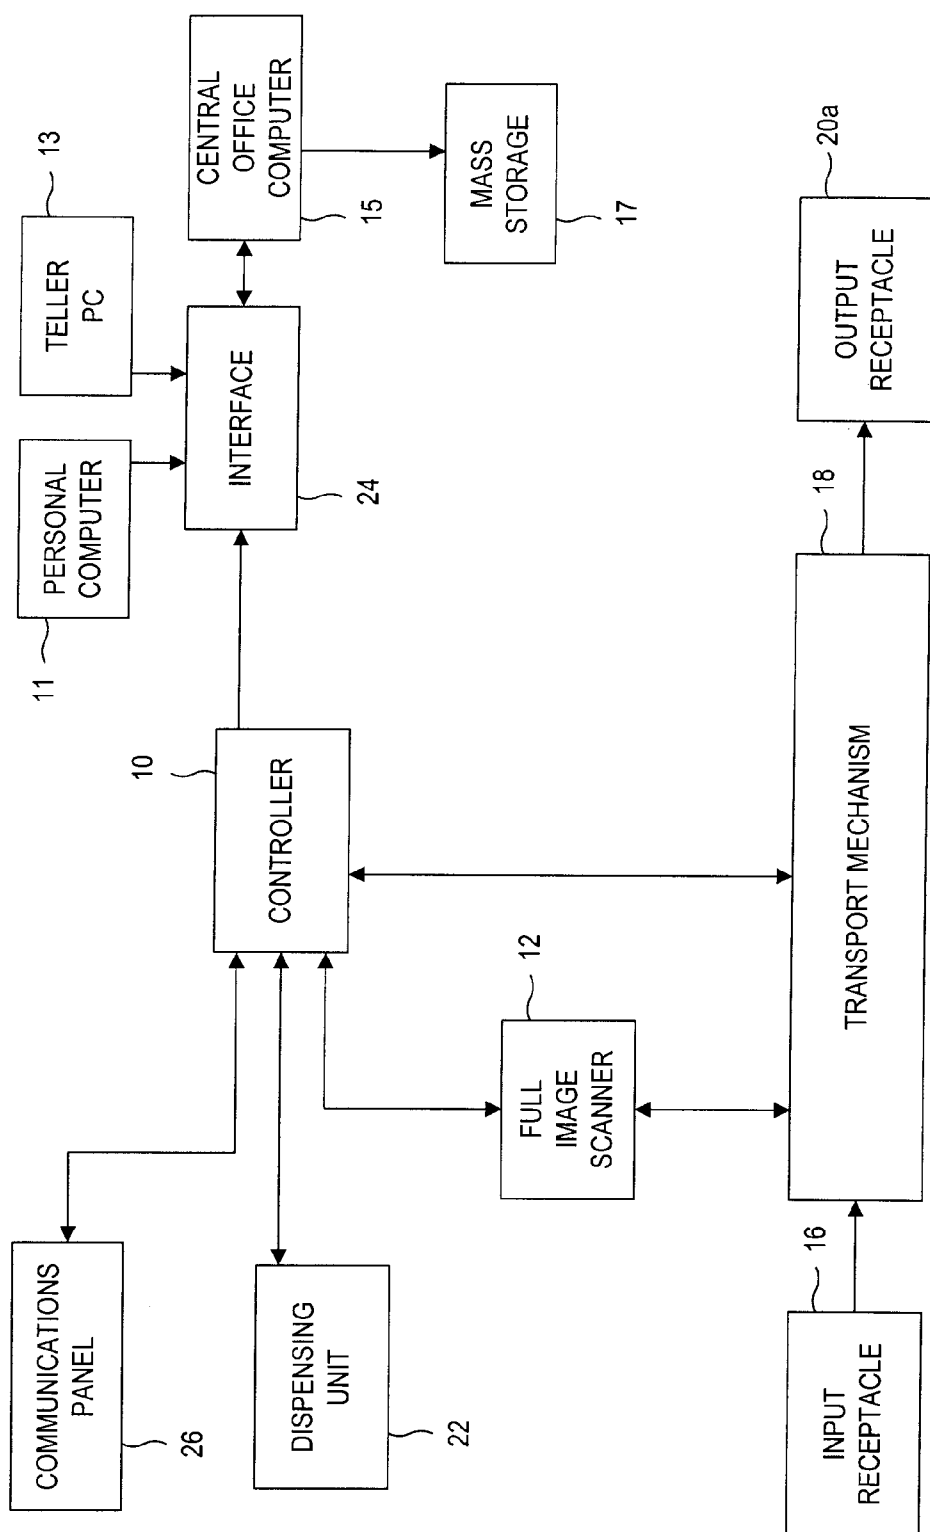 COMMUNICATIONS
PANEL
26
DISPENSING
UNIT
22
INPUT
RECEPTACLE
16
FULL
IMAGE
SCANNER
12
CONTROLLER
10
TRANSPORT MECHANISM
18
PERSONAL
COMPUTER
11
TELLER
PC
13
INTERFACE
24
CENTRAL
OFFICE
COMPUTER
15
MASS
STORAGE
17
OUTPUT
RECEPTACLE
20a